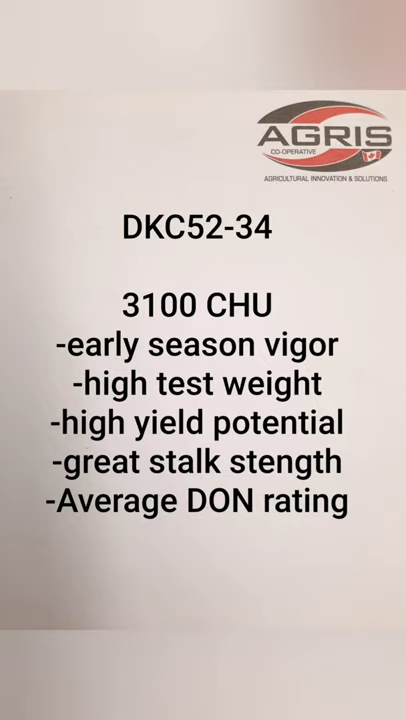 AGRIS
CO-OPERATIVE
AGRICULTURAL INNOVATION & SOLUTIONS
DKC52-34
3100 CHU
-early season vigor
-high test weight
-high yield potential
-great stalk stength
-Average DON rating